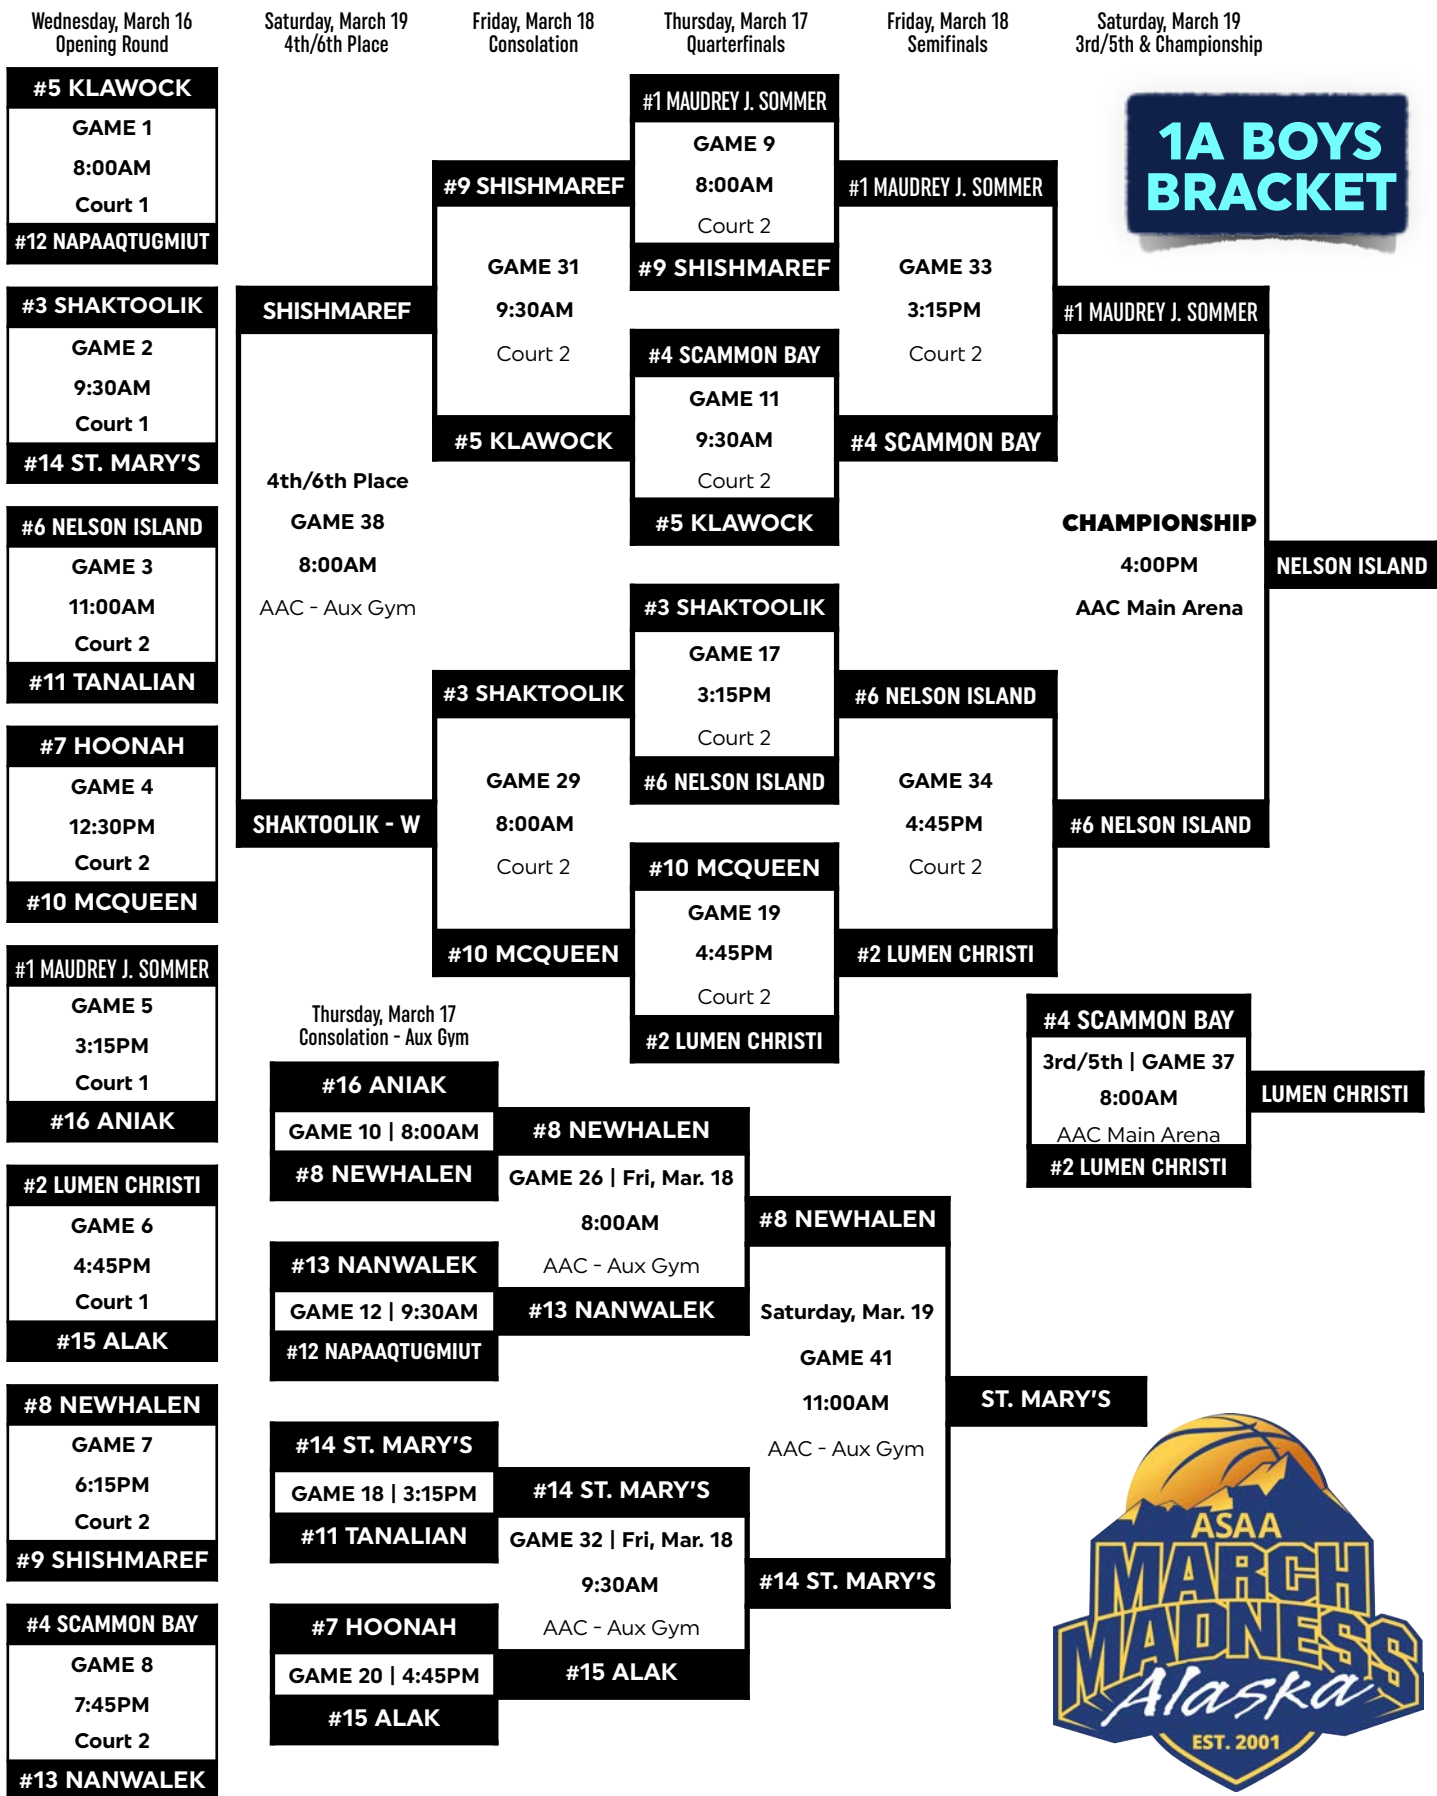 Wednesday, March 16
Opening Round
#5 KLAWOCK
GAME 1
8:00AM
Court 1
#12 NAPAAQTUGMIUT
#3 SHAKTOOLIK
GAME 2
9:30AM
Court 1
#14 ST. MARY'S
#6 NELSON ISLAND
GAME 3
11:00AM
Court 2
#11 TANALIAN
#7 HOONAH
GAME 4
12:30PM
Court 2
#10 MCQUEEN
#1 MAUDREY J. SOMMER
GAME 5
3:15PM
Court 1
#16 ANIAK
#2 LUMEN CHRISTI
GAME 6
4:45PM
Court 1
#15 ALAK
#8 NEWHALEN
GAME 7
6:15PM
Court 2
#9 SHISHMAREF
#4 SCAMMON BAY
GAME 8
7:45PM
Court 2
#13 NANWALEK
Saturday, March 19
4th/6th Place
SHISHMAREF
4th/6th Place
GAME 38
8:00AM
AAC - Aux Gym
SHAKTOOLIK - W
Friday, March 18
Consolation
#9 SHISHMAREF
GAME 31
9:30AM
Court 2
#5 KLAWOCK
#3 SHAKTOOLIK
GAME 29
8:00AM
Court 2
#10 MCQUEEN
Thursday, March 17
Quarterfinals
#1 MAUDREY J. SOMMER
GAME 9
8:00AM
Court 2
#9 SHISHMAREF
#4 SCAMMON BAY
GAME 11
9:30AM
Court 2
#5 KLAWOCK
#3 SHAKTOOLIK
GAME 17
3:15PM
Court 2
#6 NELSON ISLAND
#10 MCQUEEN
GAME 19
4:45PM
Court 2
#2 LUMEN CHRISTI
Friday, March 18
Semifinals
#1 MAUDREY J. SOMMER
GAME 33
3:15PM
Court 2
#4 SCAMMON BAY
#6 NELSON ISLAND
GAME 34
4:45PM
Court 2
#2 LUMEN CHRISTI
Saturday, March 19
3rd/5th & Championship
1A BOYS
BRACKET
#1 MAUDREY J. SOMMER
CHAMPIONSHIP
4:00PM
AAC Main Arena
#6 NELSON ISLAND
NELSON ISLAND
#4 SCAMMON BAY
3rd/5th | GAME 37
8:00AM
AAC Main Arena
#2 LUMEN CHRISTI
LUMEN CHRISTI
Thursday, March 17
Consolation - Aux Gym
#16 ANIAK
GAME 10 | 8:00AM
#8 NEWHALEN
#13 NANWALEK
GAME 12 | 9:30AM
#12 NAPAAQTUGMIUT
#14 ST. MARY'S
GAME 18 | 3:15PM
#11 TANALIAN
#7 HOONAH
GAME 20 | 4:45PM
#15 ALAK
#8 NEWHALEN
GAME 26 | Fri, Mar. 18
8:00AM
AAC - Aux Gym
#13 NANWALEK
#14 ST. MARY'S
GAME 32 | Fri, Mar. 18
9:30AM
AAC - Aux Gym
#15 ALAK
#8 NEWHALEN
Saturday, Mar. 19
GAME 41
11:00AM
AAC - Aux Gym
#14 ST. MARY'S
ST. MARY'S
ASAA
MARCH
MADNESS
Alaska
EST. 2001